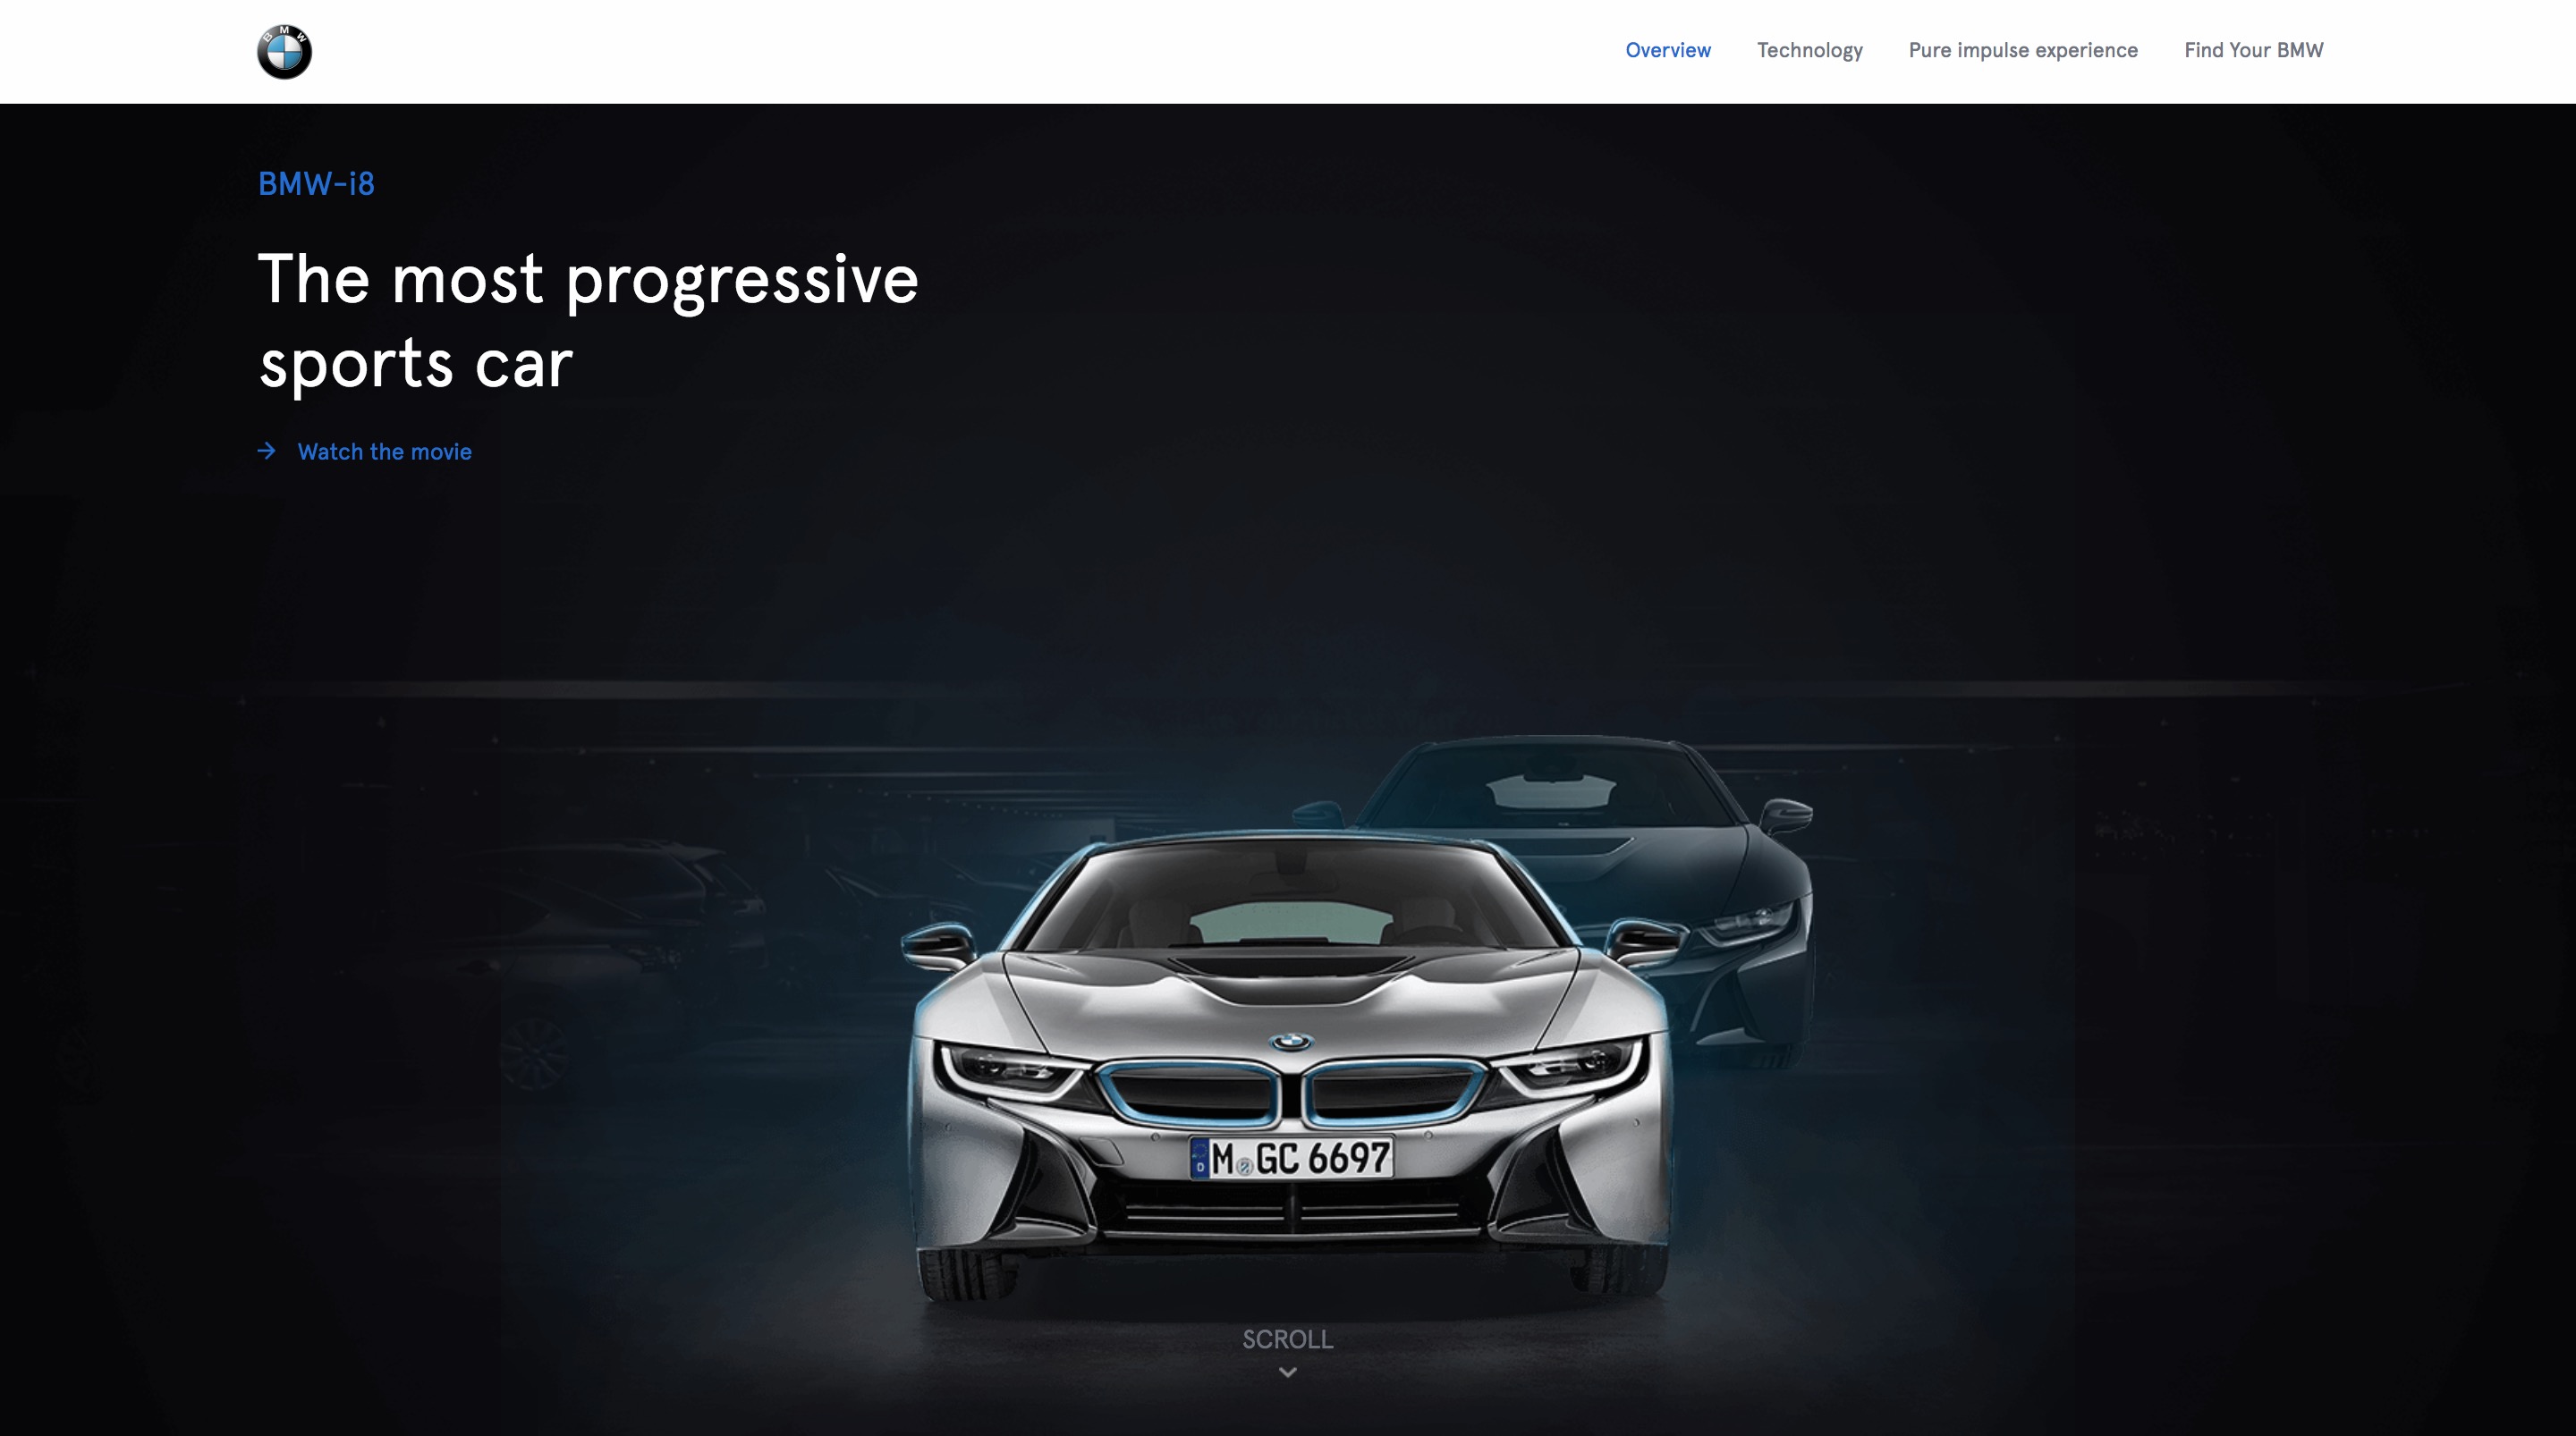 BMW
Overview
Technology
Pure impulse experience
Find Your BMW
BMW-i8
The most progressive
sports car
Watch the movie
D
M GC 6697
SCROLL